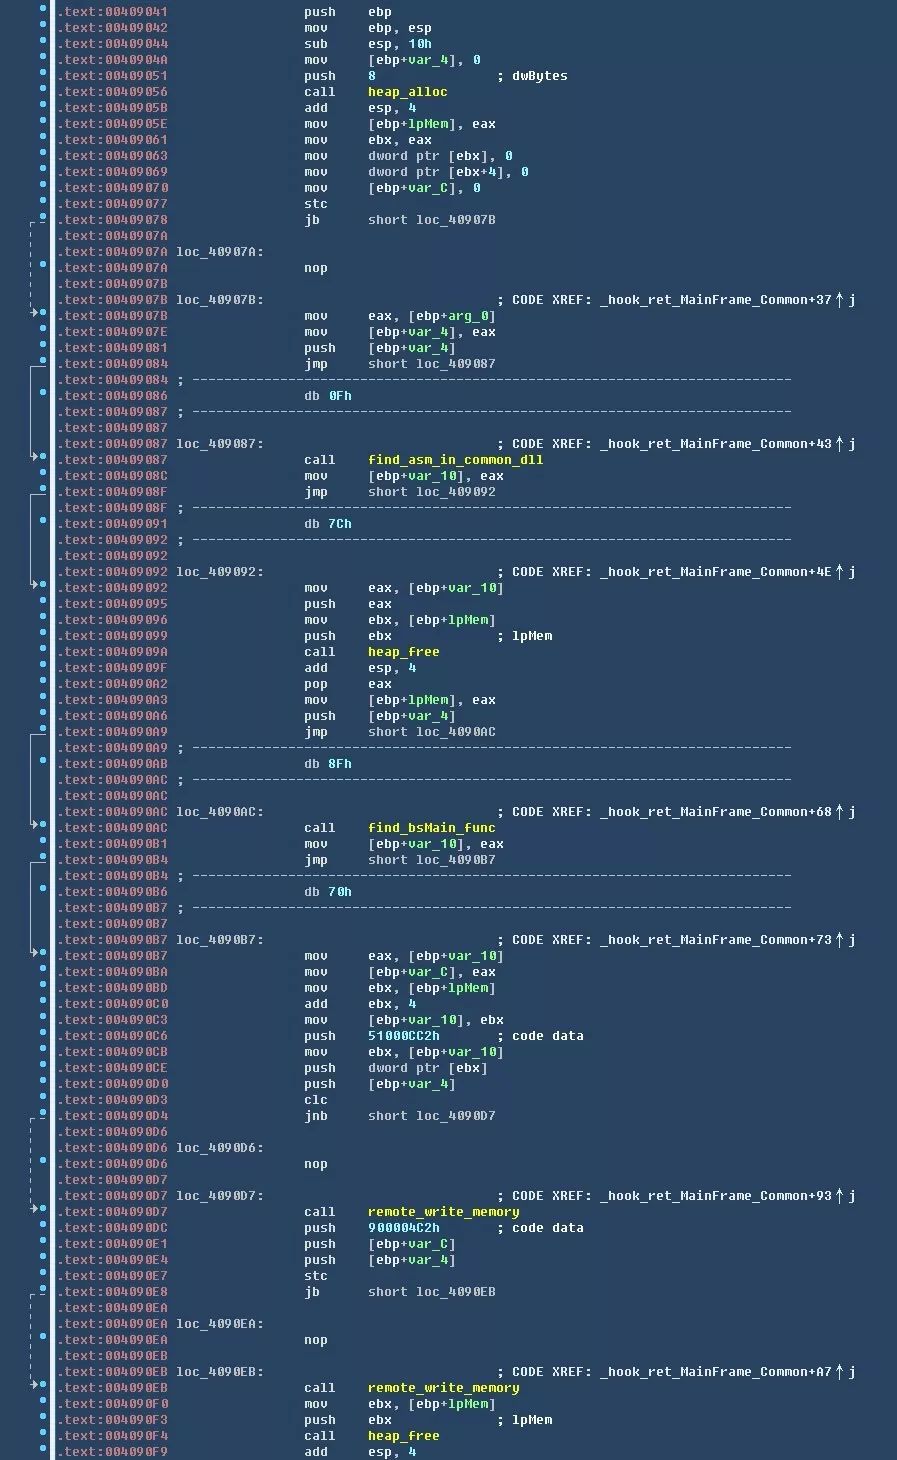 .text:00409041 push ebp
.text:00409042 mov ebp, esp
.text:00409044 sub esp, 10h
.text:0040904A mov [ebp+var_4], 0
.text:00409051 push 8 ; dwBytes
.text:00409056 call heap_alloc
.text:0040905B add esp, 4
.text:0040905E mov [ebp+lpMem], eax
.text:00409061 mov ebx, eax
.text:00409063 mov dword ptr [ebx], 0
.text:00409069 mov dword ptr [ebx+4], 0
.text:00409070 mov [ebp+var_C], 0
.text:00409077 stc
.text:00409078 jb short loc_40907B
.text:0040907A
.text:0040907A loc_40907A:
.text:0040907A nop
.text:0040907B
.text:0040907B loc_40907B: ; CODE XREF: _hook_ret_MainFrame_Common+37↑j
.text:0040907B mov eax, [ebp+arg_0]
.text:0040907E mov [ebp+var_4], eax
.text:00409081 push [ebp+var_4]
.text:00409084 jmp short loc_409087
.text:00409084 ; ---------------------------------------------------------------------------
.text:00409086 db 0Fh
.text:00409087 ; ---------------------------------------------------------------------------
.text:00409087
.text:00409087 loc_409087: ; CODE XREF: _hook_ret_MainFrame_Common+43↑j
.text:00409087 call find_asm_in_common_dll
.text:0040908C mov [ebp+var_10], eax
.text:0040908F jmp short loc_409092
.text:0040908F ; ---------------------------------------------------------------------------
.text:00409091 db 7Ch
.text:00409092 ; ---------------------------------------------------------------------------
.text:00409092
.text:00409092 loc_409092: ; CODE XREF: _hook_ret_MainFrame_Common+4E↑j
.text:00409092 mov eax, [ebp+var_10]
.text:00409095 push eax
.text:00409096 mov ebx, [ebp+lpMem]
.text:00409099 push ebx ; lpMem
.text:0040909A call heap_free
.text:0040909F add esp, 4
.text:004090A2 pop eax
.text:004090A3 mov [ebp+lpMem], eax
.text:004090A6 push [ebp+var_4]
.text:004090A9 jmp short loc_4090AC
.text:004090A9 ; ---------------------------------------------------------------------------
.text:004090AB db 8Fh
.text:004090AC ; ---------------------------------------------------------------------------
.text:004090AC
.text:004090AC loc_4090AC: ; CODE XREF: _hook_ret_MainFrame_Common+68↑j
.text:004090AC call find_bsMain_func
.text:004090B1 mov [ebp+var_10], eax
.text:004090B4 jmp short loc_4090B7
.text:004090B4 ; ---------------------------------------------------------------------------
.text:004090B6 db 70h
.text:004090B7 ; ---------------------------------------------------------------------------
.text:004090B7
.text:004090B7 loc_4090B7: ; CODE XREF: _hook_ret_MainFrame_Common+73↑j
.text:004090B7 mov eax, [ebp+var_10]
.text:004090BA mov [ebp+var_C], eax
.text:004090BD mov ebx, [ebp+lpMem]
.text:004090C0 add ebx, 4
.text:004090C3 mov [ebp+var_10], ebx
.text:004090C6 push 51000CC2h ; code data
.text:004090CB mov ebx, [ebp+var_10]
.text:004090CE push dword ptr [ebx]
.text:004090D0 push [ebp+var_4]
.text:004090D3 clc
.text:004090D4 jnb short loc_4090D7
.text:004090D6
.text:004090D6 loc_4090D6:
.text:004090D6 nop
.text:004090D7
.text:004090D7 loc_4090D7: ; CODE XREF: _hook_ret_MainFrame_Common+93↑j
.text:004090D7 call remote_write_memory
.text:004090DC push 900004C2h ; code data
.text:004090E1 push [ebp+var_C]
.text:004090E4 push [ebp+var_4]
.text:004090E7 stc
.text:004090E8 jb short loc_4090EB
.text:004090EA
.text:004090EA loc_4090EA:
.text:004090EA nop
.text:004090EB
.text:004090EB loc_4090EB: ; CODE XREF: _hook_ret_MainFrame_Common+A7↑j
.text:004090EB call remote_write_memory
.text:004090F0 mov ebx, [ebp+lpMem]
.text:004090F3 push ebx ; lpMem
.text:004090F4 call heap_free
.text:004090F9 add esp, 4